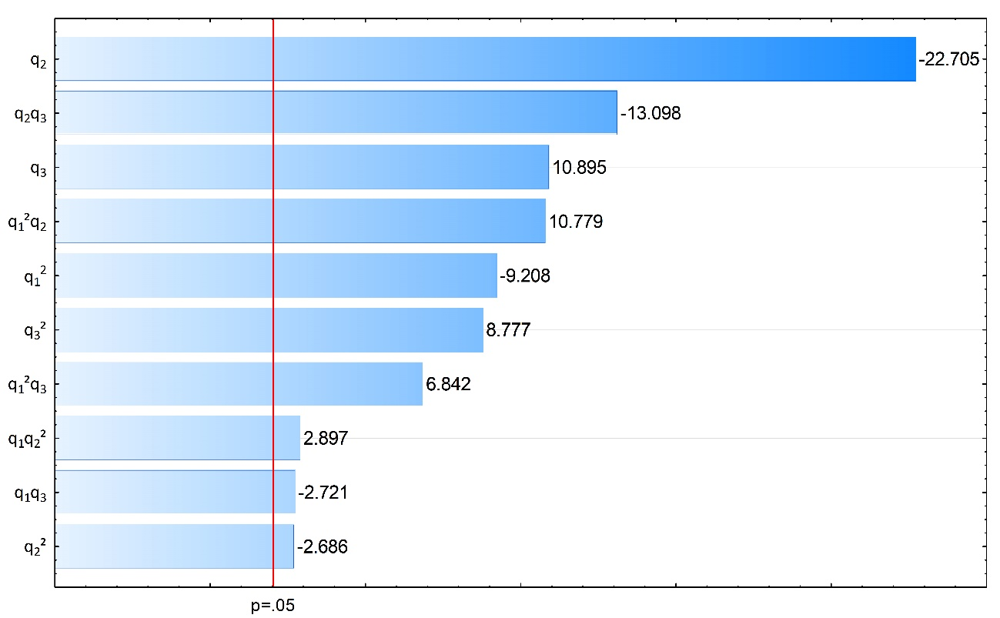 q₂ -22.705
q₂q₃ -13.098
q₃ 10.895
q₁²q₂ 10.779
q₁² -9.208
q₃² 8.777
q₁²q₃ 6.842
q₁q₂² 2.897
q₁q₃ -2.721
q₂² -2.686
p=.05